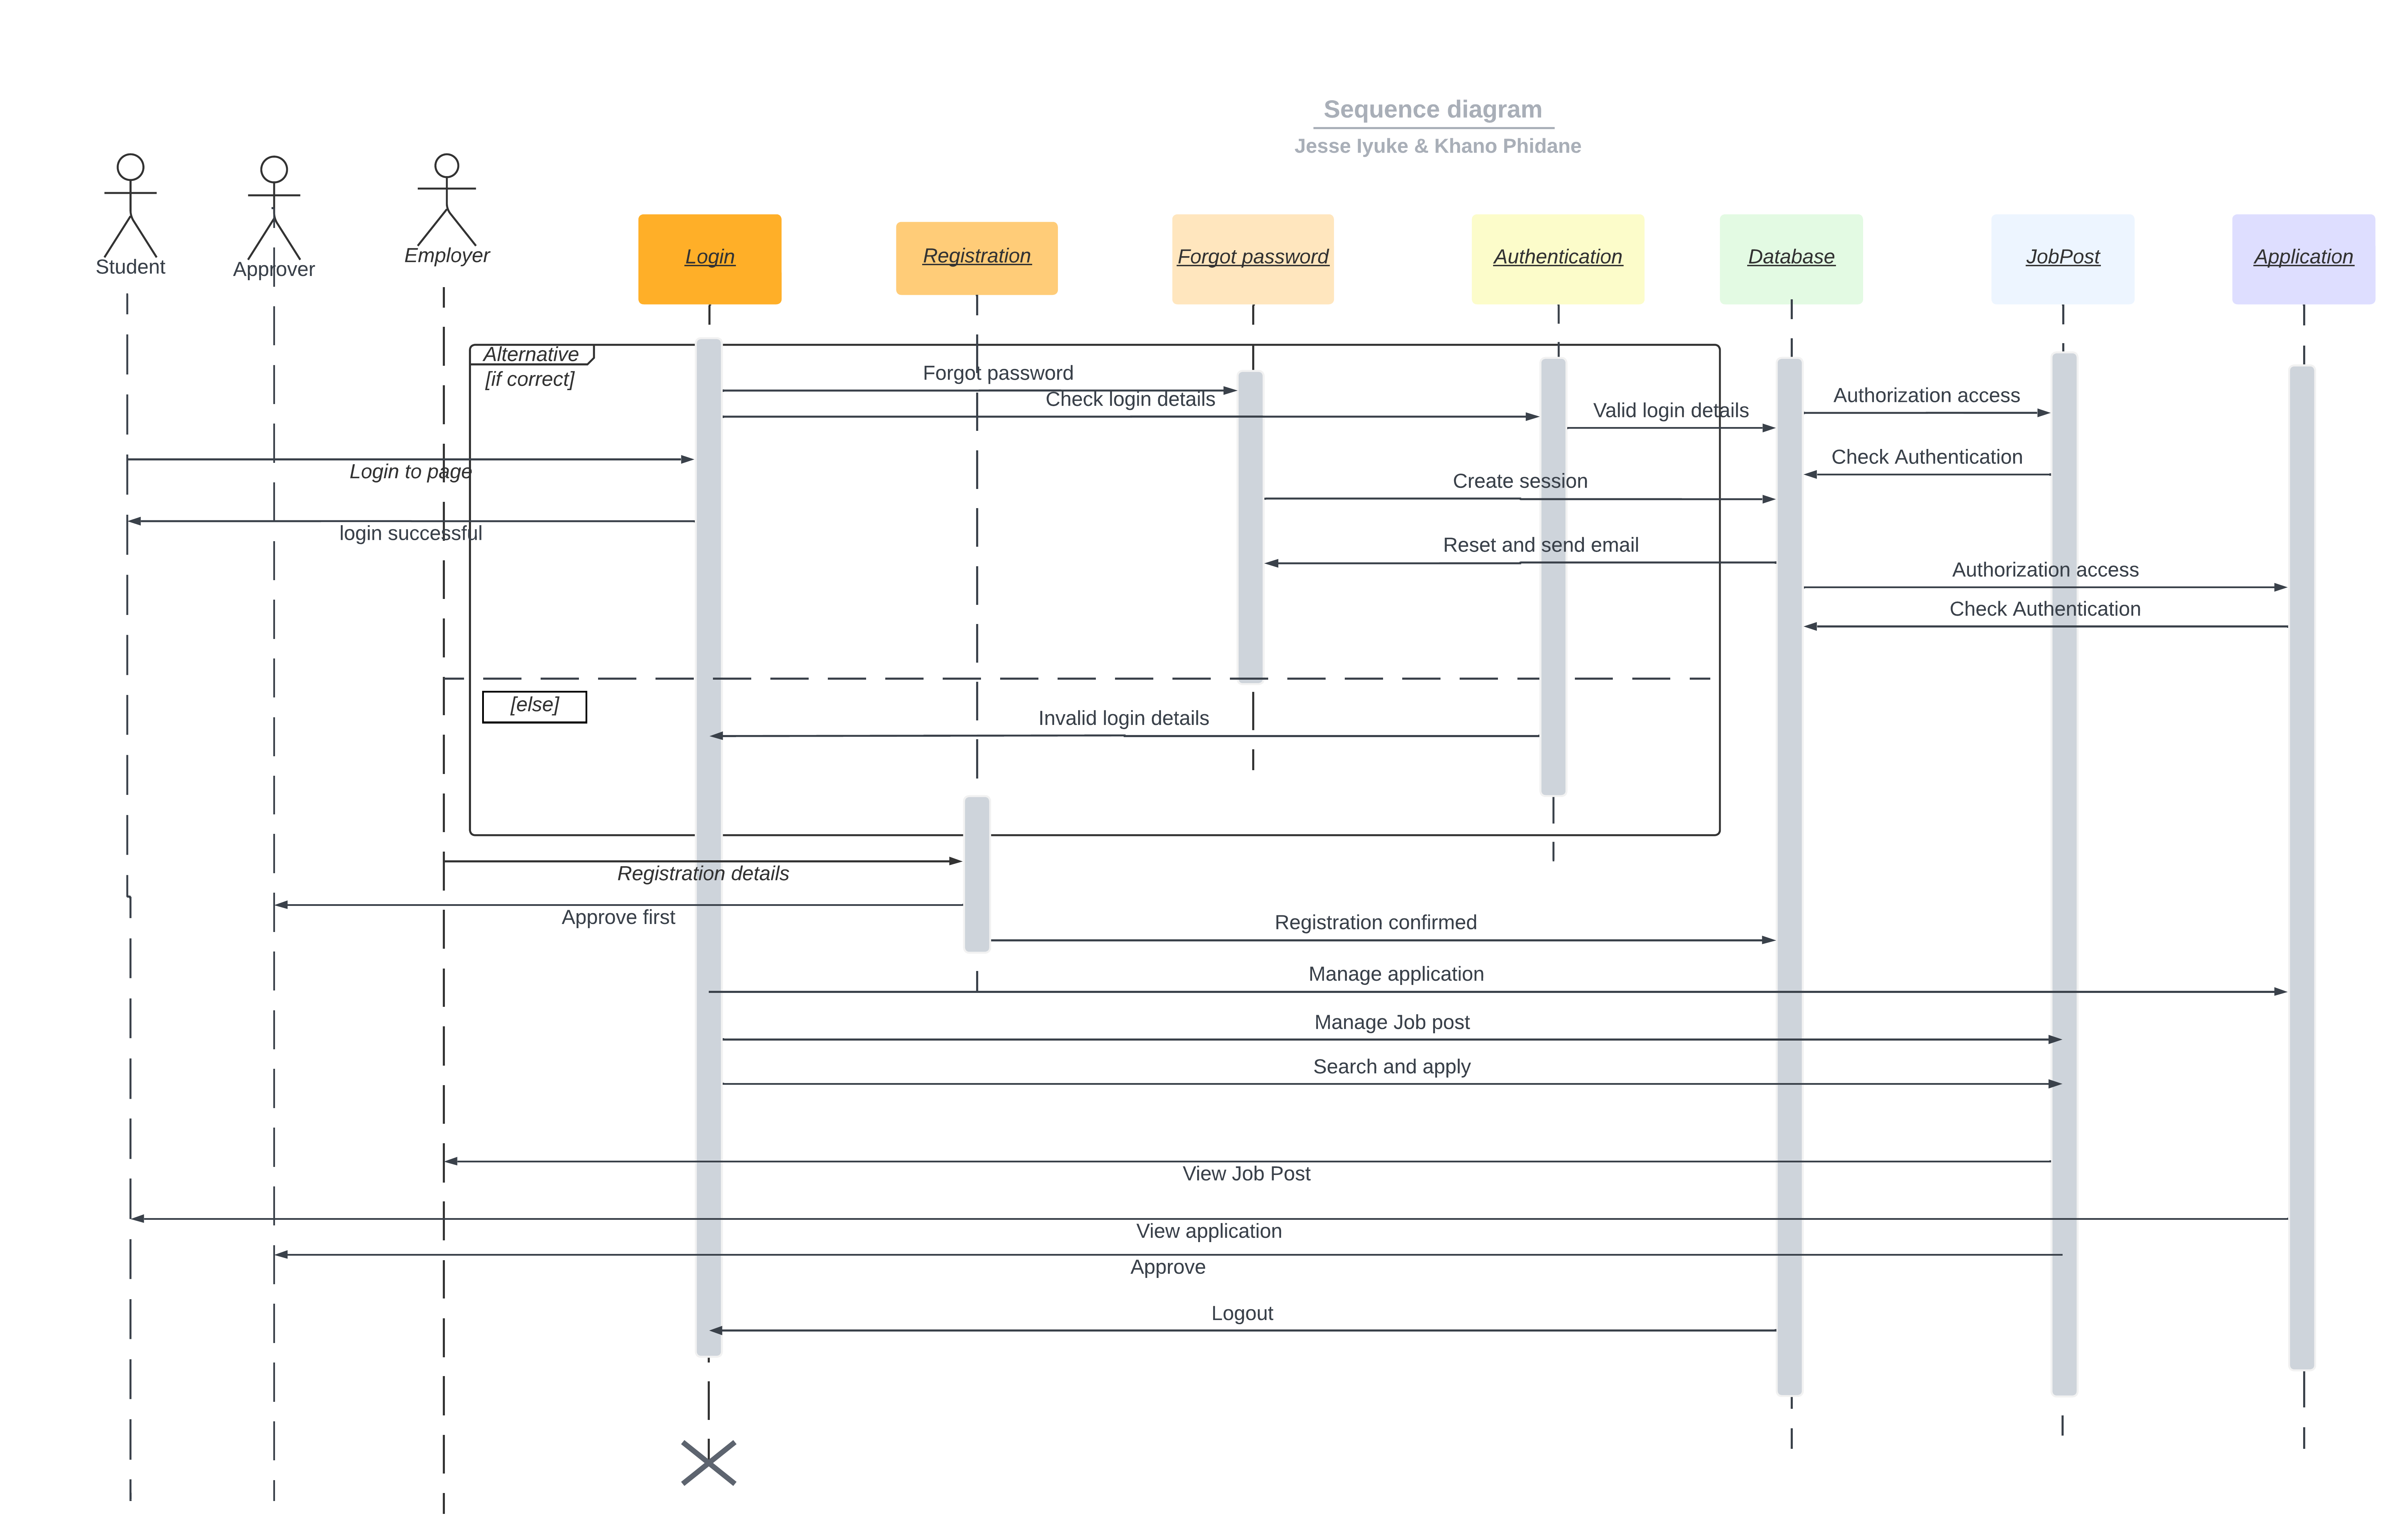 Sequence diagram
Jesse Iyuke & Khano Phidane
Student
Approver
Employer
Login
Registration
Forgot password
Authentication
Database
JobPost
Application
Alternative
[if correct]
Forgot password
Check login details
Valid login details
Authorization access
Login to page
Check Authentication
Create session
login successful
Reset and send email
Authorization access
Check Authentication
[else]
Invalid login details
Registration details
Approve first
Registration confirmed
Manage application
Manage Job post
Search and apply
View Job Post
View application
Approve
Logout